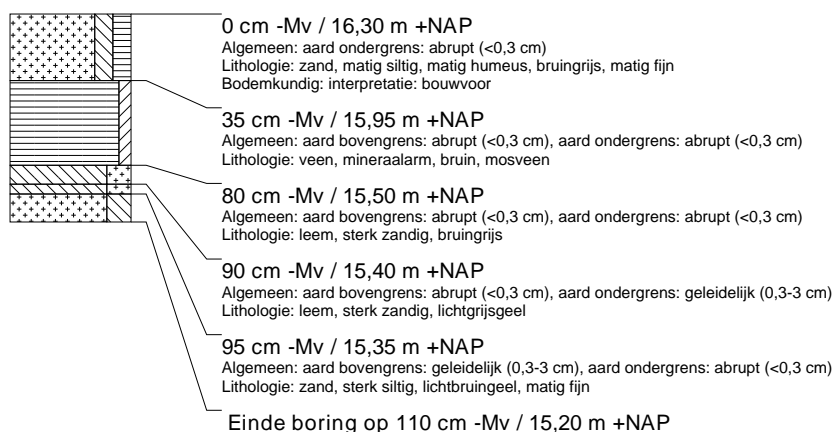 0 cm -Mv / 16,30 m +NAP
Algemeen: aard ondergrens: abrupt (<0,3 cm)
Lithologie: zand, matig siltig, matig humeus, bruingrijs, matig fijn
Bodemkundig: interpretatie: bouwvoor
35 cm -Mv / 15,95 m +NAP
Algemeen: aard bovengrens: abrupt (<0,3 cm), aard ondergrens: abrupt (<0,3 cm)
Lithologie: veen, mineraalarm, bruin, mosveen
80 cm -Mv / 15,50 m +NAP
Algemeen: aard bovengrens: abrupt (<0,3 cm), aard ondergrens: abrupt (<0,3 cm)
Lithologie: leem, sterk zandig, bruingrijs
90 cm -Mv / 15,40 m +NAP
Algemeen: aard bovengrens: abrupt (<0,3 cm), aard ondergrens: geleidelijk (0,3-3 cm)
Lithologie: leem, sterk zandig, lichtgrijsgeel
95 cm -Mv / 15,35 m +NAP
Algemeen: aard bovengrens: geleidelijk (0,3-3 cm), aard ondergrens: abrupt (<0,3 cm)
Lithologie: zand, sterk siltig, lichtbruingeel, matig fijn
Einde boring op 110 cm -Mv / 15,20 m +NAP